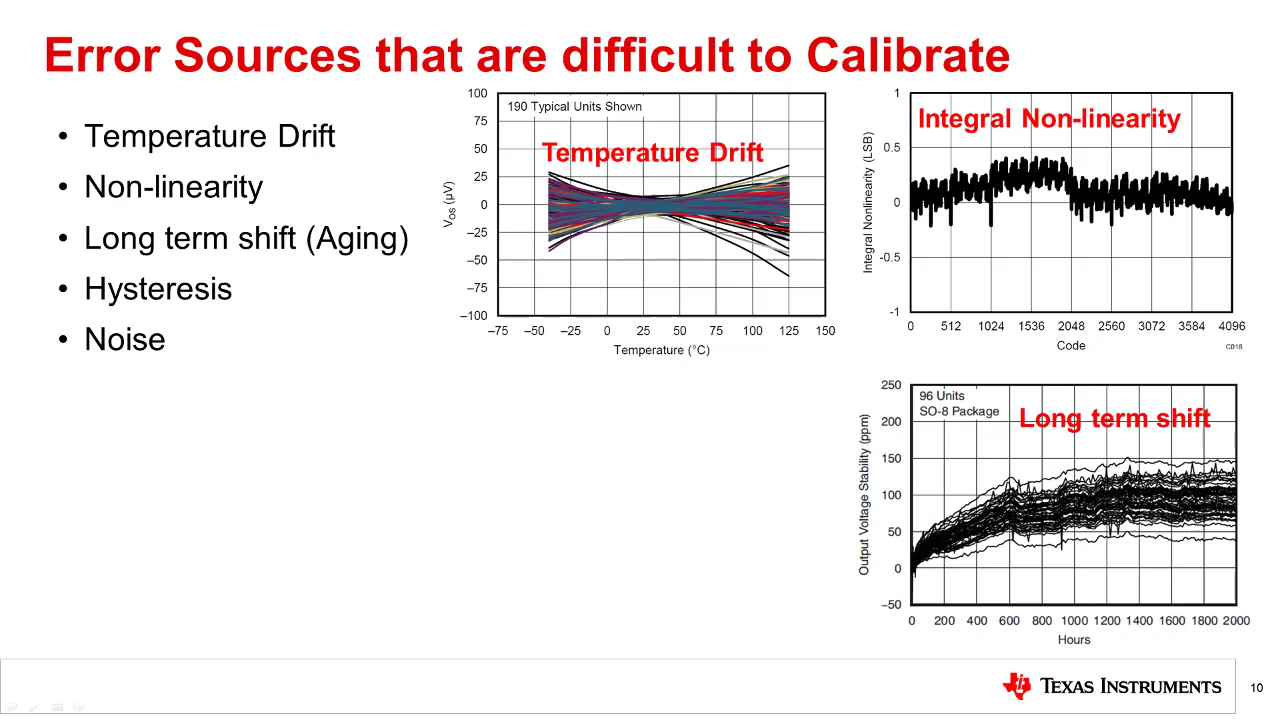 Error Sources that are difficult to Calibrate
• Temperature Drift
• Non-linearity
• Long term shift (Aging)
• Hysteresis
• Noise
190 Typical Units Shown
Temperature Drift
100
75
50
25
0
–25
–50
–75
–100
VOS (µV)
–75 –50 –25 0 25 50 75 100 125 150
Temperature (°C)
Integral Non-linearity
1
0.5
0
-0.5
-1
Integral Nonlinearity (LSB)
0 512 1024 1536 2048 2560 3072 3584 4096
Code
C018
96 Units
SO-8 Package
Long term shift
250
200
150
100
50
0
–50
Output Voltage Stability (ppm)
0 200 400 600 800 1000 1200 1400 1600 1800 2000
Hours
TEXAS INSTRUMENTS
10